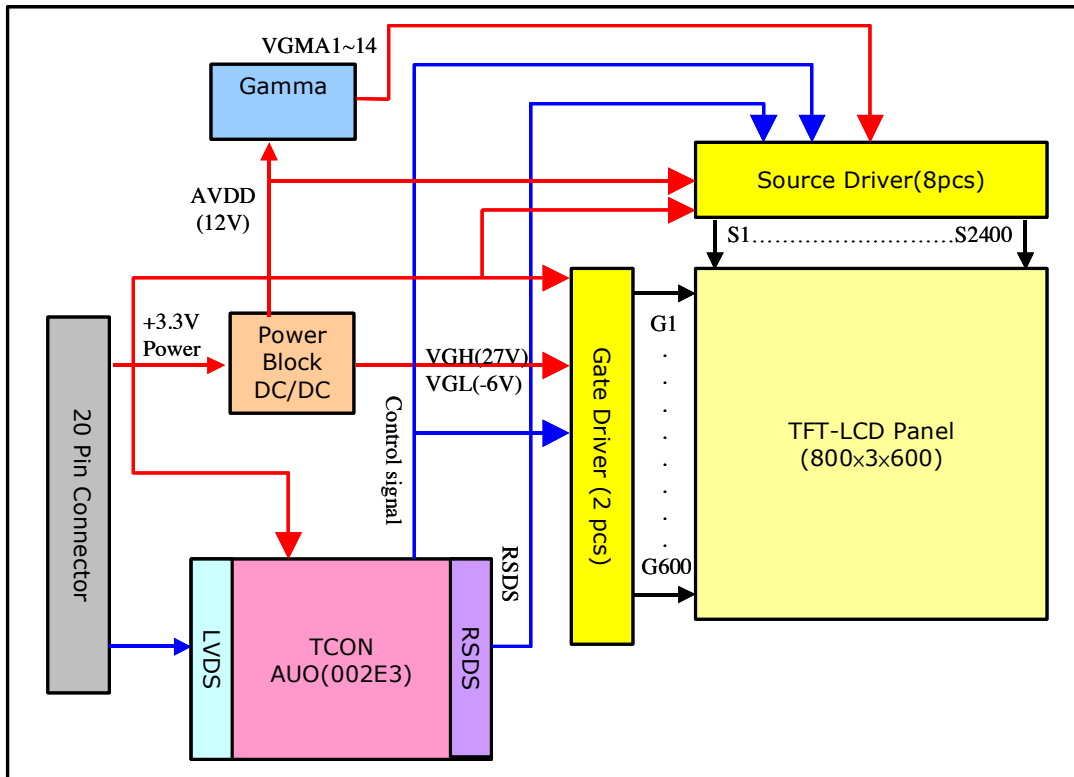 VGMA1~14
Gamma
Source Driver(8pcs)
AVDD
(12V)
S1..............................S2400
+3.3V
Power
Power
Block
DC/DC
VGH(27V)
VGL(-6V)
G1
.
.
.
.
.
.
.
.
.
G600
20 Pin Connector
Control signal
Gate Driver (2 pcs)
TFT-LCD Panel
(800x3x600)
RSDS
LVDS
TCON
AUO(002E3)
RSDS